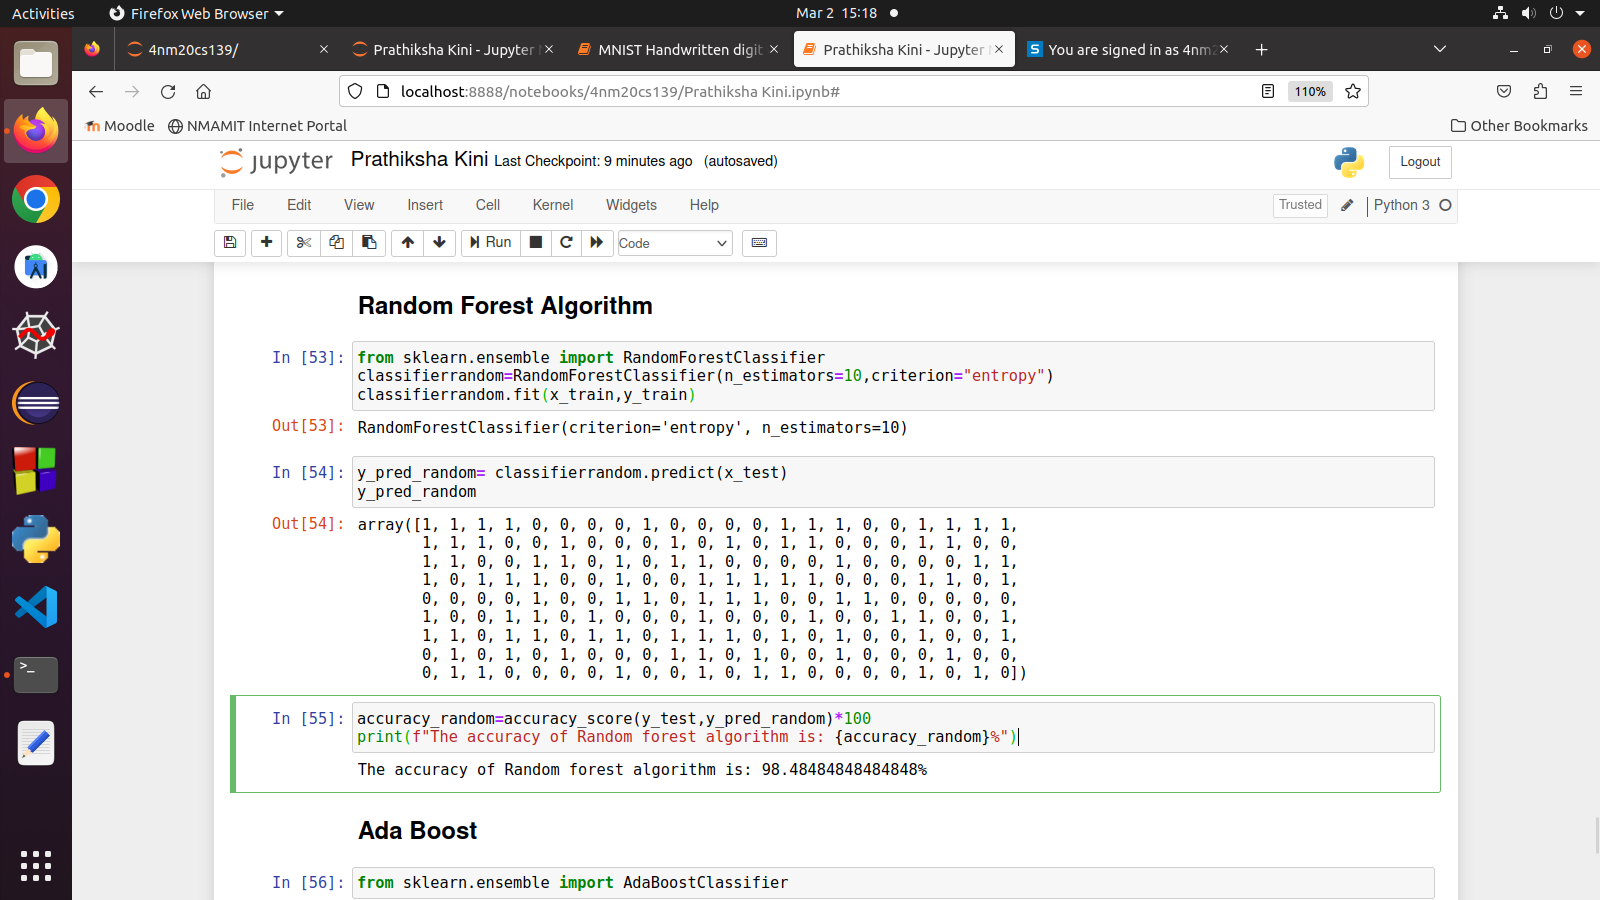 Activities
Firefox Web Browser
Mar 2 15:18
4nm20cs139/
Prathiksha Kini - Jupyter N
MNIST Handwritten digit
Prathiksha Kini - Jupyter N
You are signed in as 4nm2
localhost:8888/notebooks/4nm20cs139/Prathiksha Kini.ipynb#
110%
Moodle
NMAMIT Internet Portal
Other Bookmarks
jupyter Prathiksha Kini Last Checkpoint: 9 minutes ago (autosaved)
Logout
File Edit View Insert Cell Kernel Widgets Help
Trusted
Python 3
Run
Code
Random Forest Algorithm
In [53]: from sklearn.ensemble import RandomForestClassifier
classifierrandom=RandomForestClassifier(n_estimators=10,criterion="entropy")
classifierrandom.fit(x_train,y_train)
Out[53]: RandomForestClassifier(criterion='entropy', n_estimators=10)
In [54]: y_pred_random= classifierrandom.predict(x_test)
y_pred_random
Out[54]: array([1, 1, 1, 1, 0, 0, 0, 0, 1, 0, 0, 0, 0, 1, 1, 1, 0, 0, 1, 1, 1, 1,
1, 1, 1, 0, 0, 1, 0, 0, 0, 1, 0, 1, 0, 1, 1, 0, 0, 0, 1, 1, 0, 0,
1, 1, 0, 0, 1, 1, 0, 1, 0, 1, 1, 0, 0, 0, 0, 1, 0, 0, 0, 0, 1, 1,
1, 0, 1, 1, 1, 0, 0, 1, 0, 0, 1, 1, 1, 1, 1, 0, 0, 0, 1, 1, 0, 1,
0, 0, 0, 0, 1, 0, 0, 1, 1, 0, 1, 1, 1, 0, 0, 1, 1, 0, 0, 0, 0, 0,
1, 0, 0, 1, 1, 0, 1, 0, 0, 0, 1, 0, 0, 0, 1, 0, 0, 1, 1, 0, 0, 1,
1, 1, 0, 1, 1, 0, 1, 1, 0, 1, 1, 1, 0, 1, 0, 1, 0, 0, 1, 0, 0, 1,
0, 1, 0, 1, 0, 1, 0, 0, 0, 1, 1, 0, 1, 0, 0, 1, 0, 0, 0, 1, 0, 0,
0, 1, 1, 0, 0, 0, 0, 1, 0, 0, 1, 0, 1, 1, 0, 0, 0, 0, 1, 0, 1, 0])
In [55]: accuracy_random=accuracy_score(y_test,y_pred_random)*100
print(f"The accuracy of Random forest algorithm is: {accuracy_random}%")
The accuracy of Random forest algorithm is: 98.48484848484848%
Ada Boost
In [56]: from sklearn.ensemble import AdaBoostClassifier